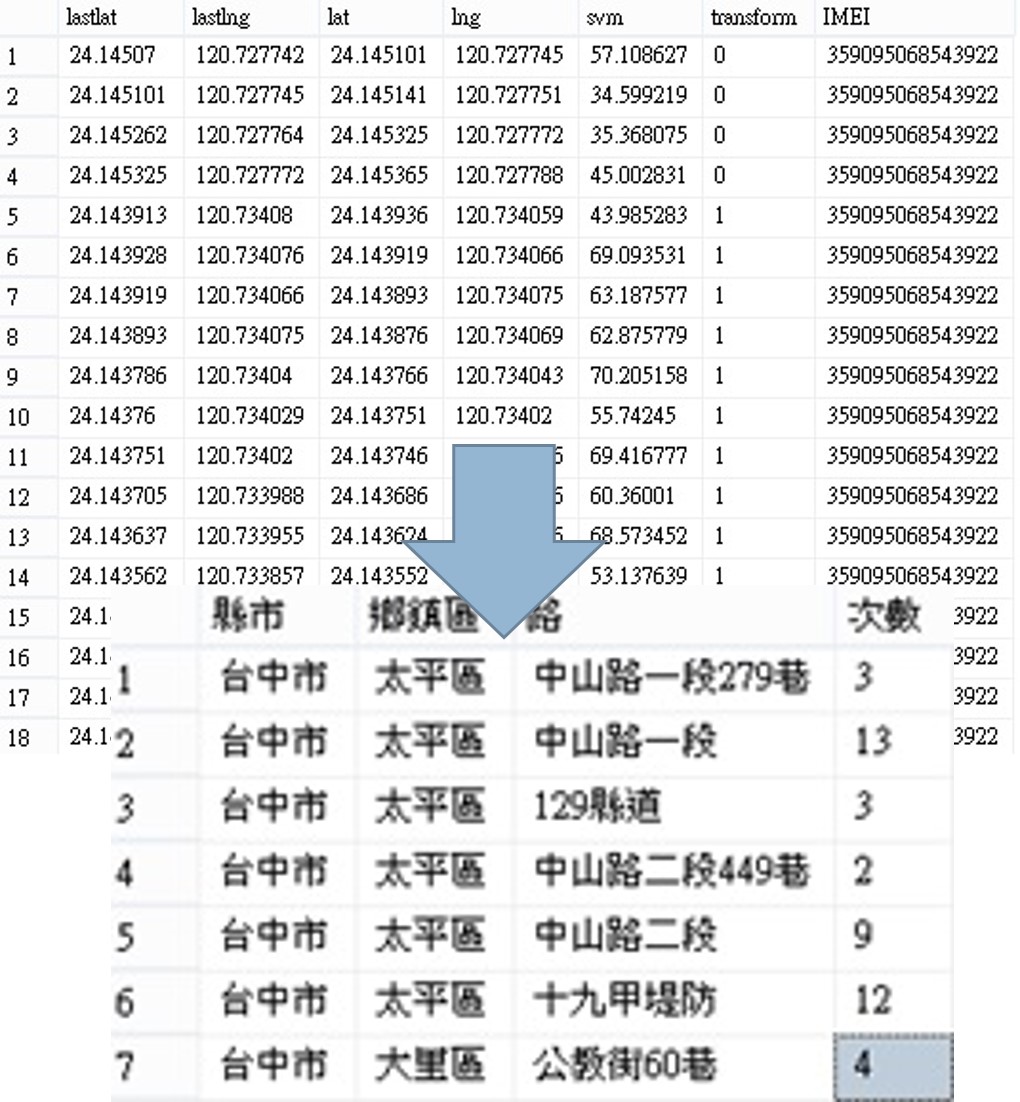 lastlat lastlng lat lng svm transform IMEI
1 24.14507 120.727742 24.145101 120.727745 57.108627 0 359095068543922
2 24.145101 120.727745 24.145141 120.727751 34.599219 0 359095068543922
3 24.145262 120.727764 24.145325 120.727772 35.368075 0 359095068543922
4 24.145325 120.727772 24.145365 120.727788 45.002831 0 359095068543922
5 24.143913 120.73408 24.143936 120.734059 43.985283 1 359095068543922
6 24.143928 120.734076 24.143919 120.734066 69.093531 1 359095068543922
7 24.143919 120.734066 24.143893 120.734075 63.187577 1 359095068543922
8 24.143893 120.734075 24.143876 120.734069 62.875779 1 359095068543922
9 24.143786 120.73404 24.143766 120.734043 70.205158 1 359095068543922
10 24.14376 120.734029 24.143751 120.73402 55.74245 1 359095068543922
11 24.143751 120.73402 24.143746 69.416777 1 359095068543922
12 24.143705 120.733988 24.143686 60.36001 1 359095068543922
13 24.143637 120.733955 24.143624 68.573452 1 359095068543922
14 24.143562 120.733857 24.143552 53.137639 1 359095068543922
15 24.1 3922
16 24.1 3922
17 24.1 3922
18 24.1 3922
縣市 鄉鎮區 路 次數
1 台中市 太平區 中山路一段279巷 3
2 台中市 太平區 中山路一段 13
3 台中市 太平區 129縣道 3
4 台中市 太平區 中山路二段449巷 2
5 台中市 太平區 中山路二段 9
6 台中市 太平區 十九甲堤防 12
7 台中市 大里區 公教街60巷 4